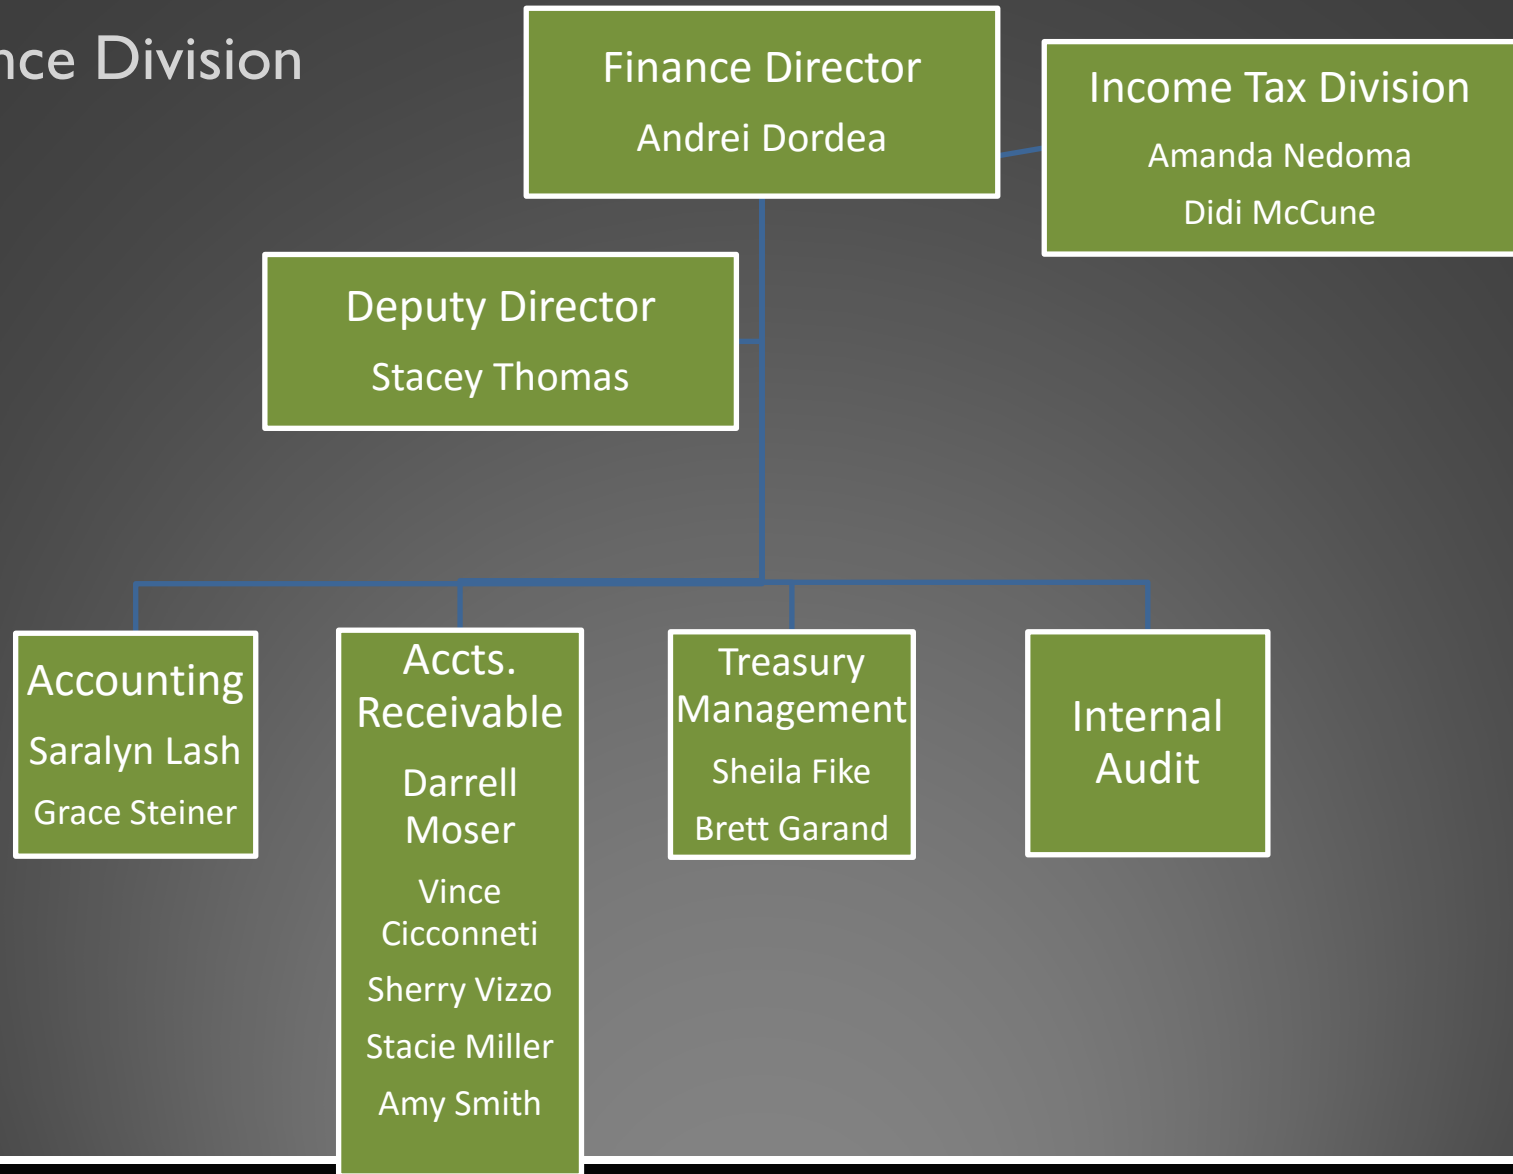 nce Division
Finance Director
Andrei Dordea
Income Tax Division
Amanda Nedoma
Didi McCune
Deputy Director
Stacey Thomas
Accounting
Saralyn Lash
Grace Steiner
Accts.
Receivable
Darrell
Moser
Vince
Cicconneti
Sherry Vizzo
Stacie Miller
Amy Smith
Treasury
Management
Sheila Fike
Brett Garand
Internal
Audit